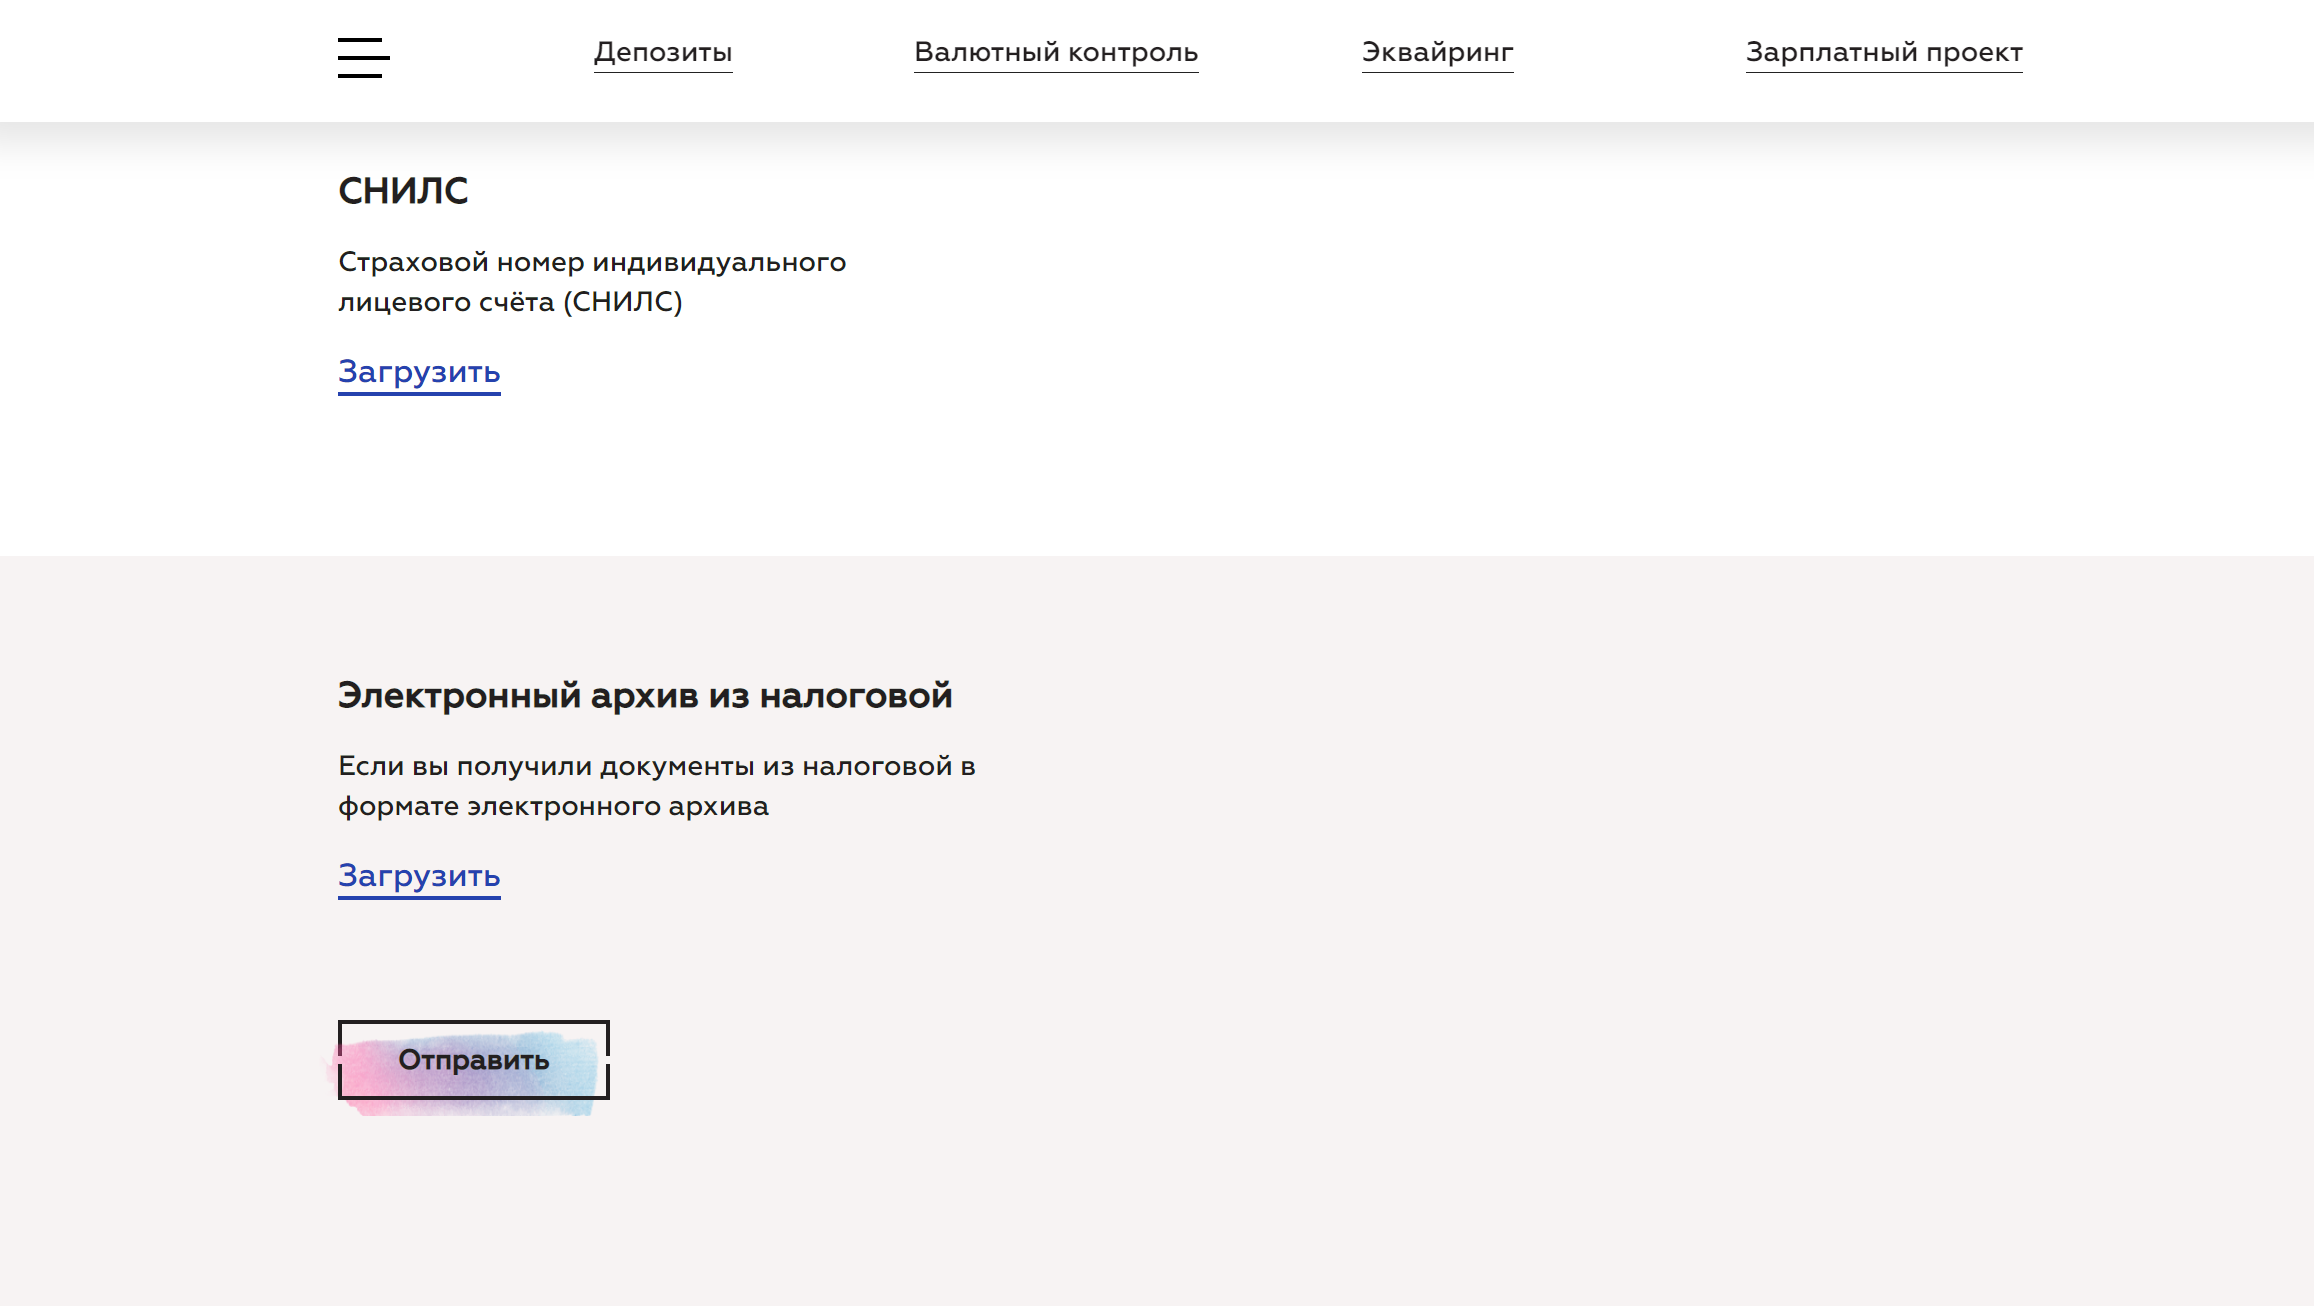 Депозиты
Валютный контроль
Эквайринг
Зарплатный проект
СНИЛС
Страховой номер индивидуального
лицевого счёта (СНИЛС)
Загрузить
Электронный архив из налоговой
Если вы получили документы из налоговой в
формате электронного архива
Загрузить
Отправить